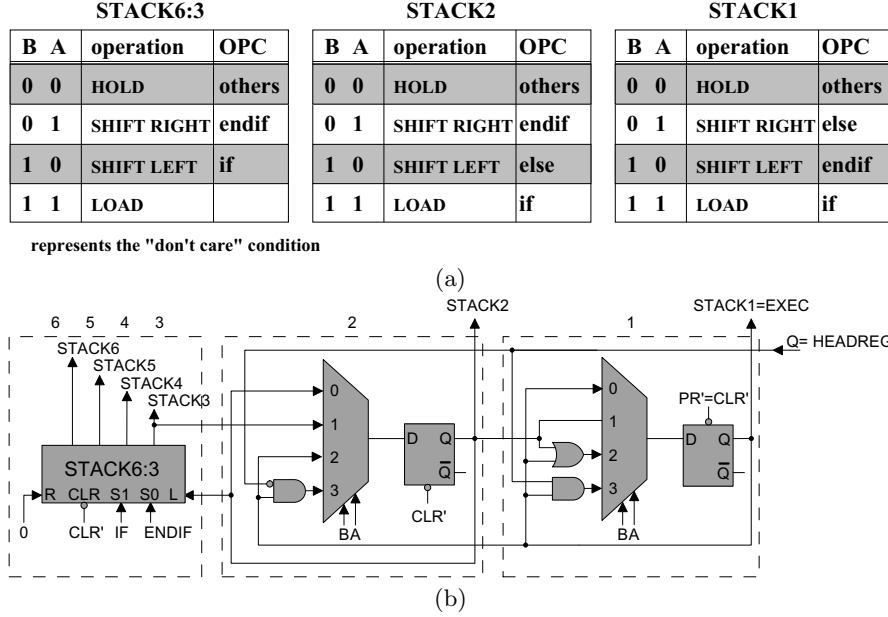 STACK6:3 STACK2 STACK1
B A operation OPC B A operation OPC B A operation OPC
0 0 HOLD others 0 0 HOLD others 0 0 HOLD others
0 1 SHIFT RIGHT endif 0 1 SHIFT RIGHT endif 0 1 SHIFT RIGHT else
1 0 SHIFT LEFT if 1 0 SHIFT LEFT else 1 0 SHIFT LEFT endif
1 1 LOAD 1 1 LOAD if 1 1 LOAD if
represents the "don't care" condition
(a)
STACK2 STACK1=EXEC
6 5 4 3 2 1
Q= HEADREG
STACK6
STACK5
STACK4
STACK3
0
1
2
3
D Q
Q
CLR'
BA
0
1
2
3
PR'=CLR'
D Q
Q
BA
STACK6:3
R CLR S1 S0 L
0 CLR' IF ENDIF
(b)